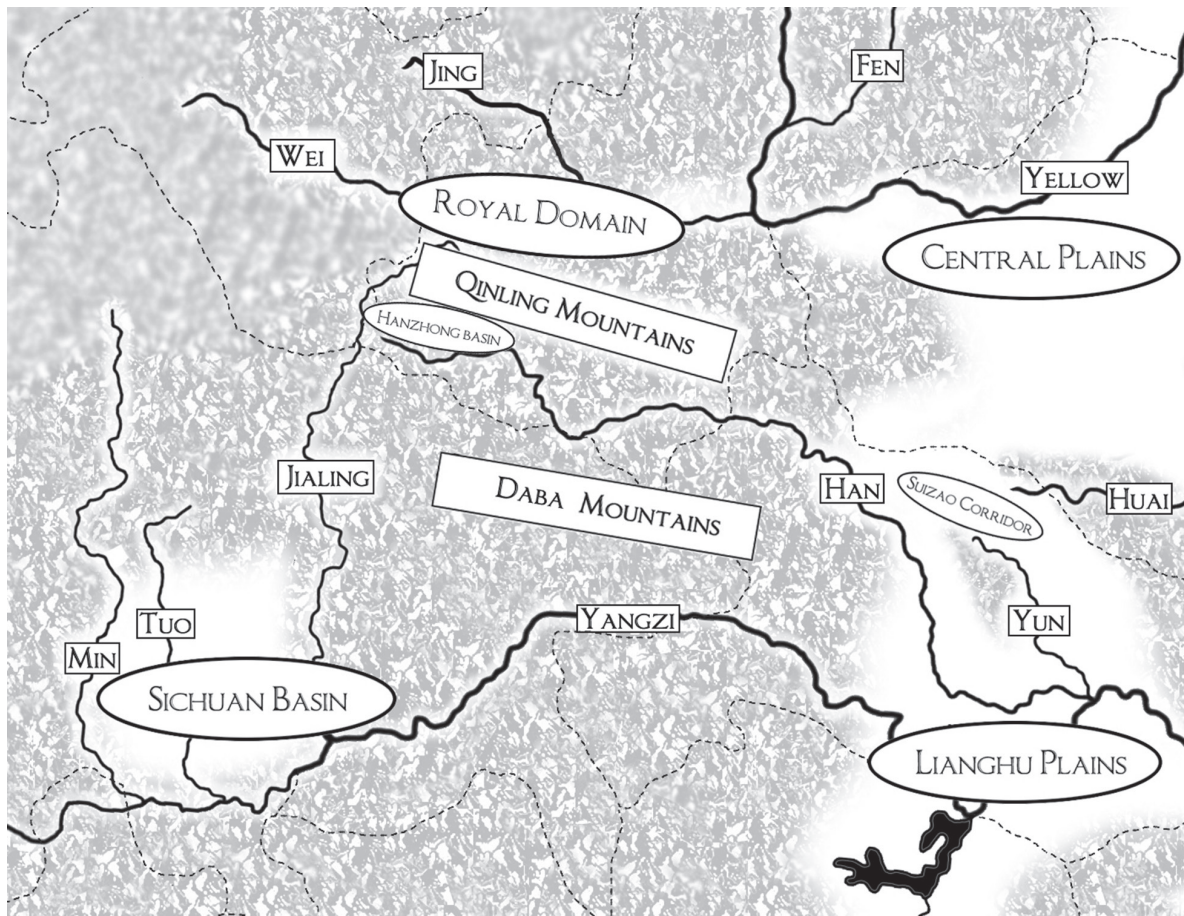 JING
FEN
WEI
YELLOW
ROYAL DOMAIN
CENTRAL PLAINS
QINLING MOUNTAINS
HANZHONG BASIN
JIALING
DABA MOUNTAINS
HAN
SUIZAO CORRIDOR
HUAI
TUO
YANGZI
YUN
MIN
SICHUAN BASIN
LIANGHU PLAINS